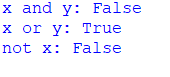 x and y: False
x or y: True
not x: False